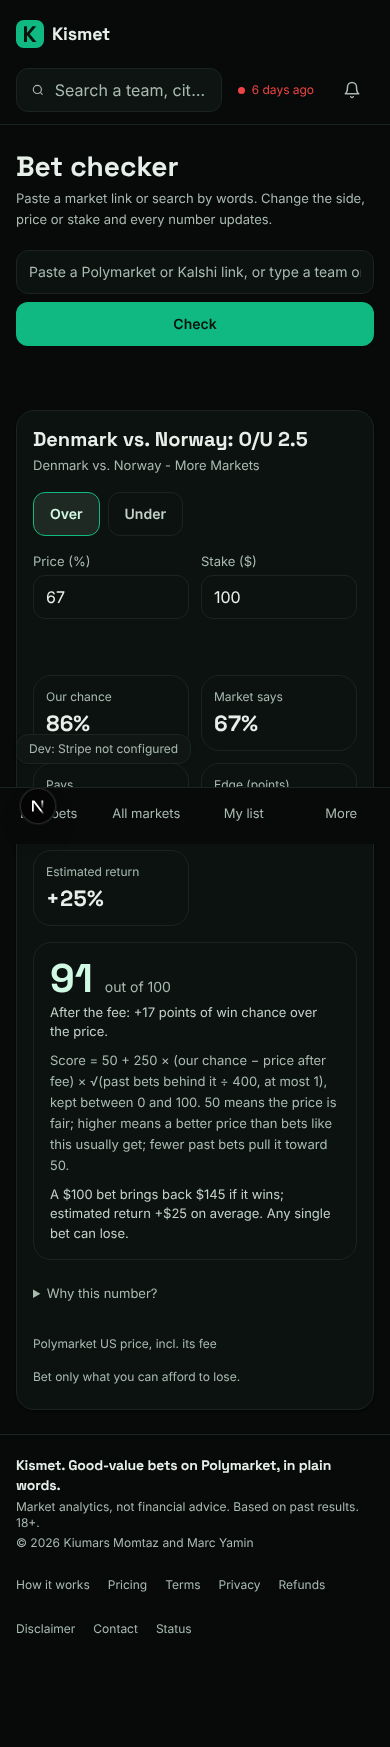 Kismet
Search a team, cit...
6 days ago
Bet checker
Paste a market link or search by words. Change the side,
price or stake and every number updates.
Paste a Polymarket or Kalshi link, or type a team o
Check
Denmark vs. Norway: O/U 2.5
Denmark vs. Norway - More Markets
Over
Under
Price (%)
Stake ($)
67
100
Our chance
Market says
86%
67%
Dev: Stripe not configured
Pays
Edge (points)
bets
All markets
My list
More
Estimated return
+25%
91 out of 100
After the fee: +17 points of win chance over
the price.
Score = 50 + 250 × (our chance − price after
fee) × √(past bets behind it ÷ 400, at most 1),
kept between 0 and 100. 50 means the price is
fair; higher means a better price than bets like
this usually get; fewer past bets pull it toward
50.
A $100 bet brings back $145 if it wins;
estimated return +$25 on average. Any single
bet can lose.
Why this number?
Polymarket US price, incl. its fee
Bet only what you can afford to lose.
Kismet. Good-value bets on Polymarket, in plain
words.
Market analytics, not financial advice. Based on past results.
18+.
© 2026 Kiumars Momtaz and Marc Yamin
How it works
Pricing
Terms
Privacy
Refunds
Disclaimer
Contact
Status